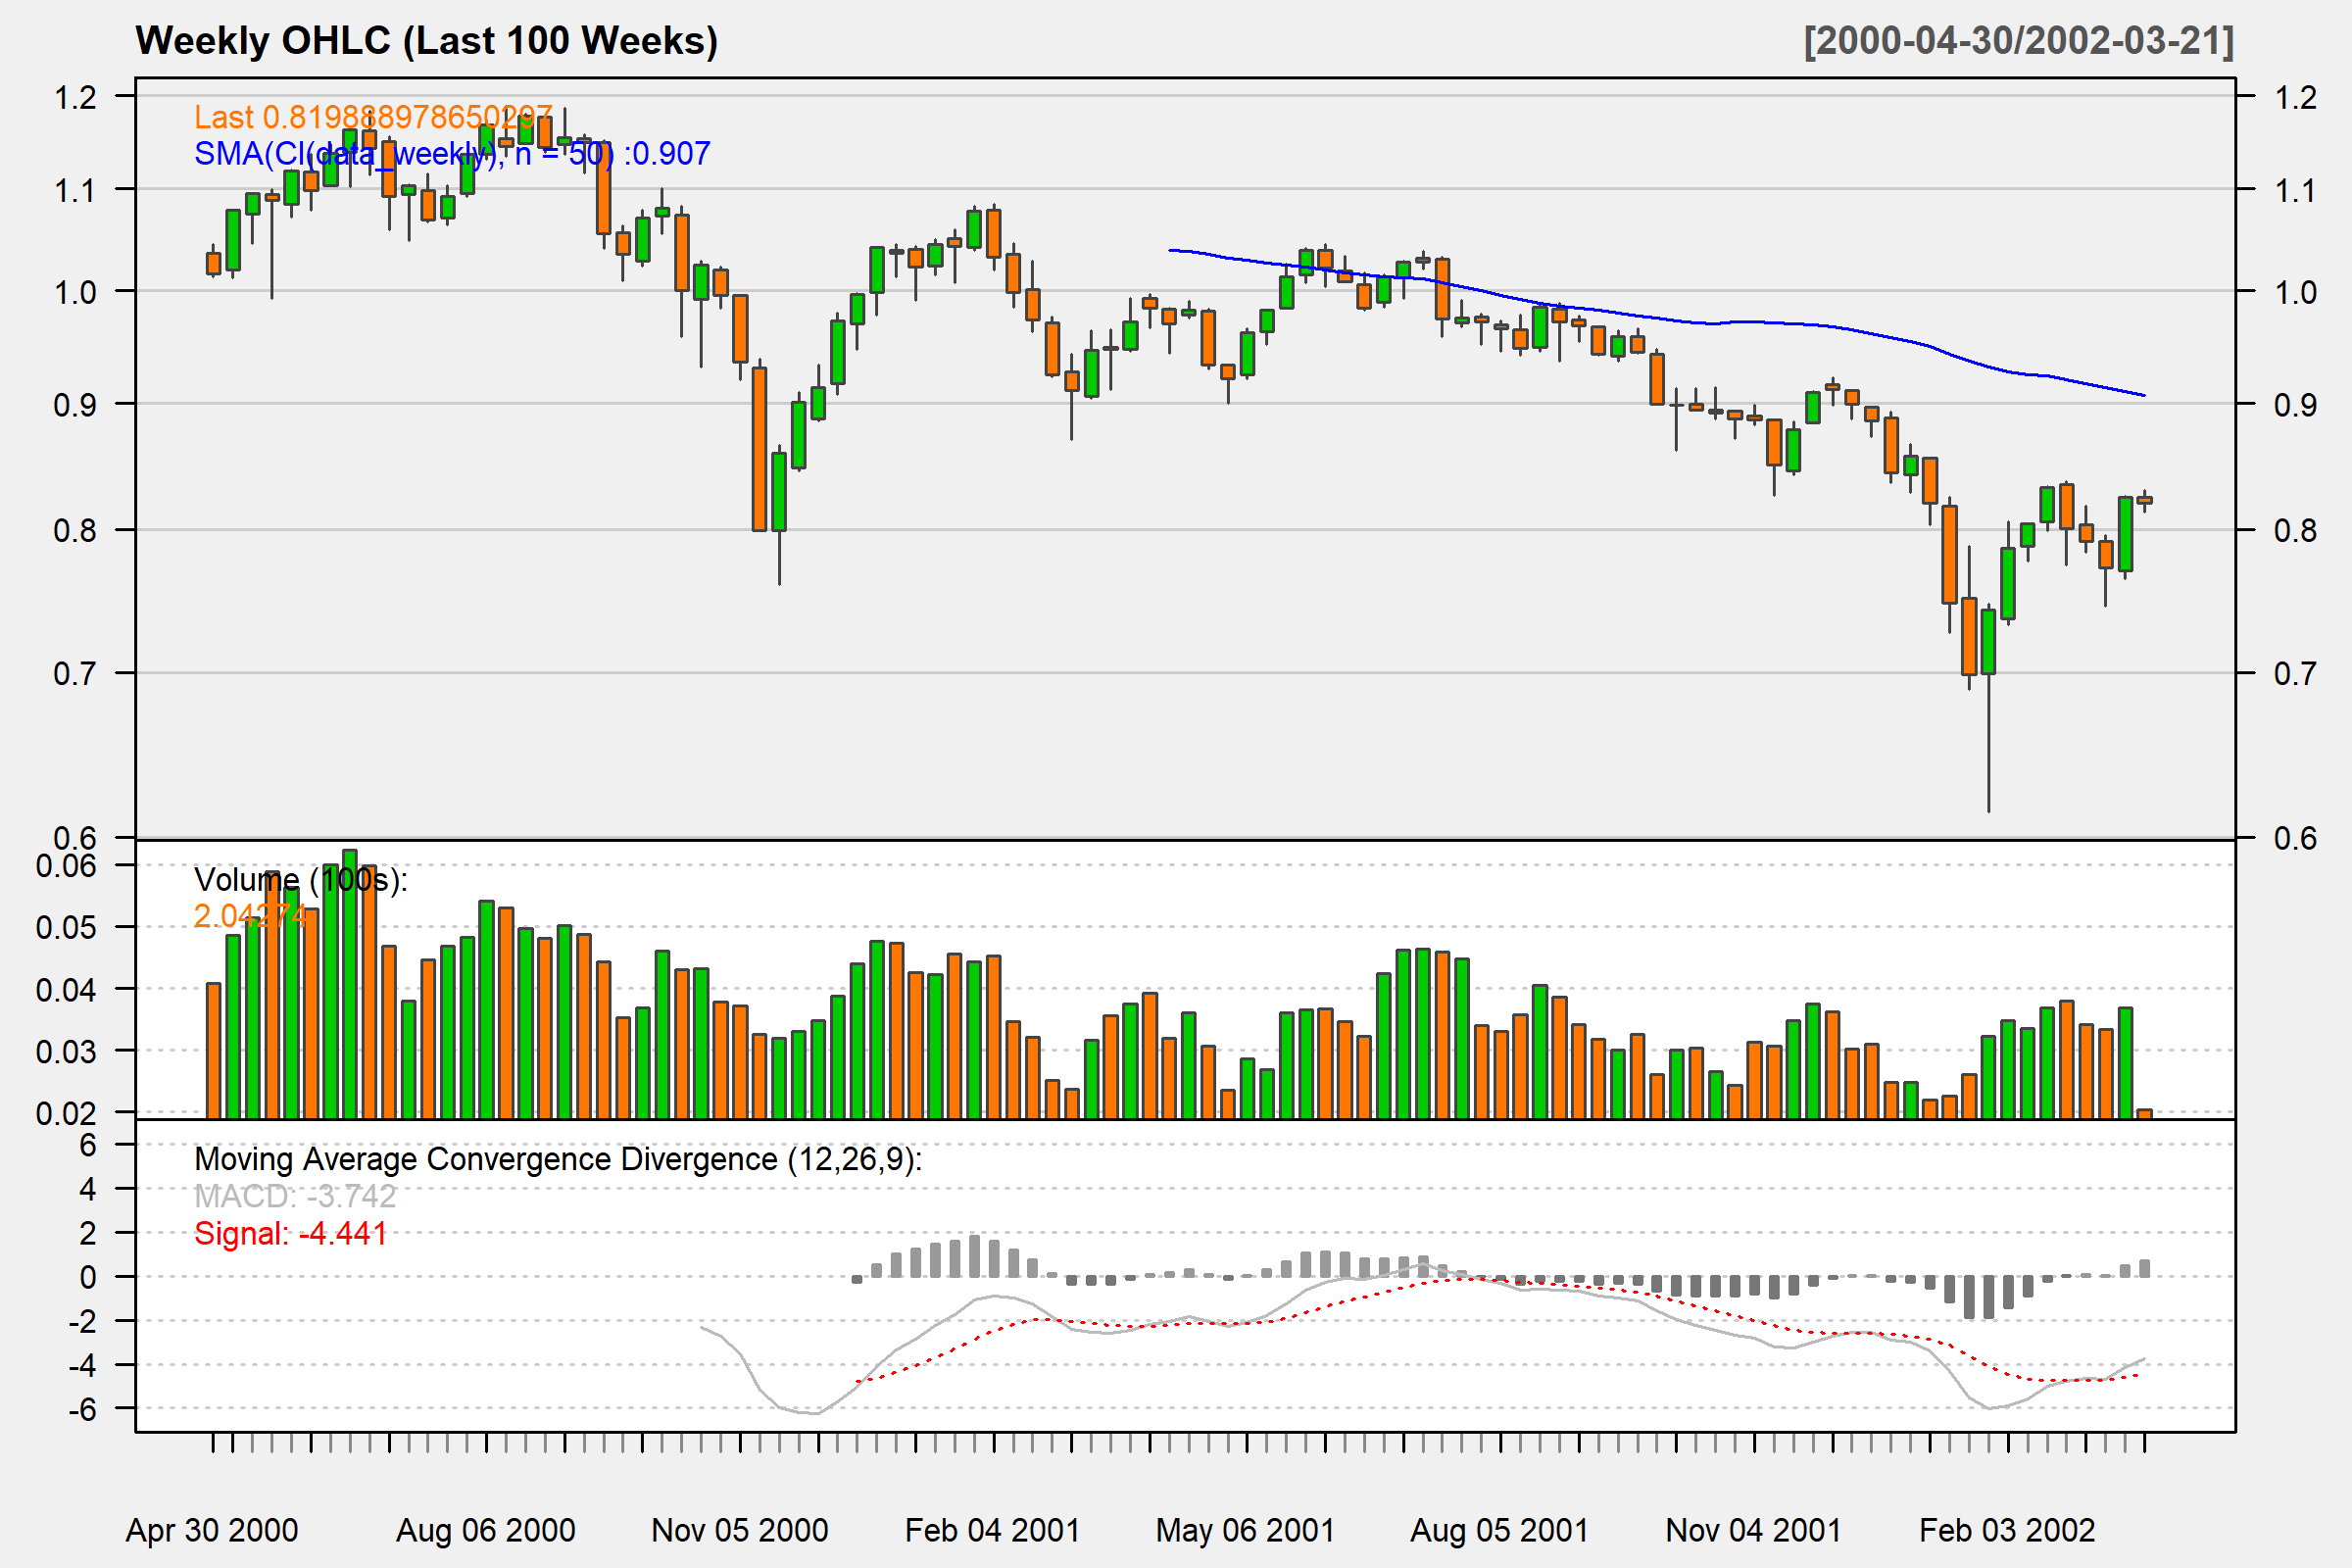 Weekly OHLC (Last 100 Weeks) [2000-04-30/2002-03-21]
1.2 1.2
Last 0.819888978650297
SMA(Cl(data_weekly), n = 50) :0.907
1.1 1.1
1.0 1.0
0.9 0.9
0.8 0.8
0.7 0.7
0.6 0.6
0.06
Volume (100s):
2.04274
0.05
0.04
0.03
0.02
6
Moving Average Convergence Divergence (12,26,9):
4
MACD: -3.742
2
Signal: -4.441
0
-2
-4
-6
Apr 30 2000 Aug 06 2000 Nov 05 2000 Feb 04 2001 May 06 2001 Aug 05 2001 Nov 04 2001 Feb 03 2002